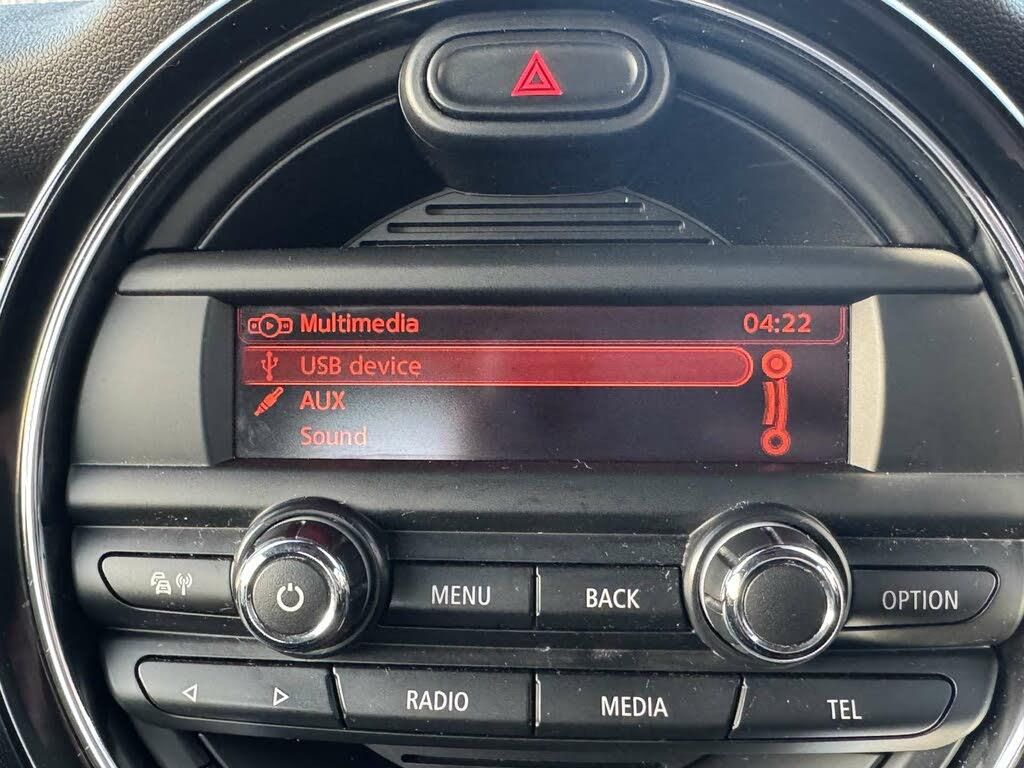 Multimedia 04:22
USB device
AUX
Sound
MENU BACK OPTION
RADIO MEDIA TEL